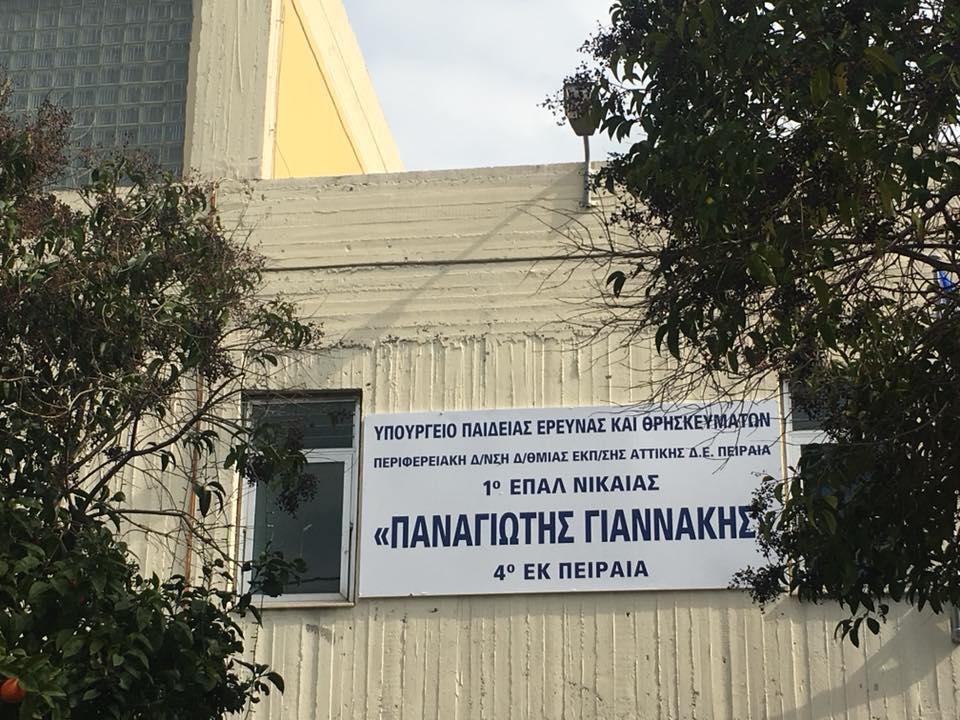 ΥΠΟΥΡΓΕΙΟ ΠΑΙΔΕΙΑΣ ΕΡΕΥΝΑΣ ΚΑΙ ΘΡΗΣΚΕΥΜΑΤΩΝ
ΠΕΡΙΦΕΡΕΙΑΚΗ Δ/ΝΣΗ Δ/ΘΜΙΑΣ ΕΚΠ/ΣΗΣ ΑΤΤΙΚΗΣ Δ.Ε. ΠΕΙΡΑΙΑ
1ο ΕΠΑΛ ΝΙΚΑΙΑΣ
«ΠΑΝΑΓΙΩΤΗΣ ΓΙΑΝΝΑΚΗΣ
4ο ΕΚ ΠΕΙΡΑΙΑ